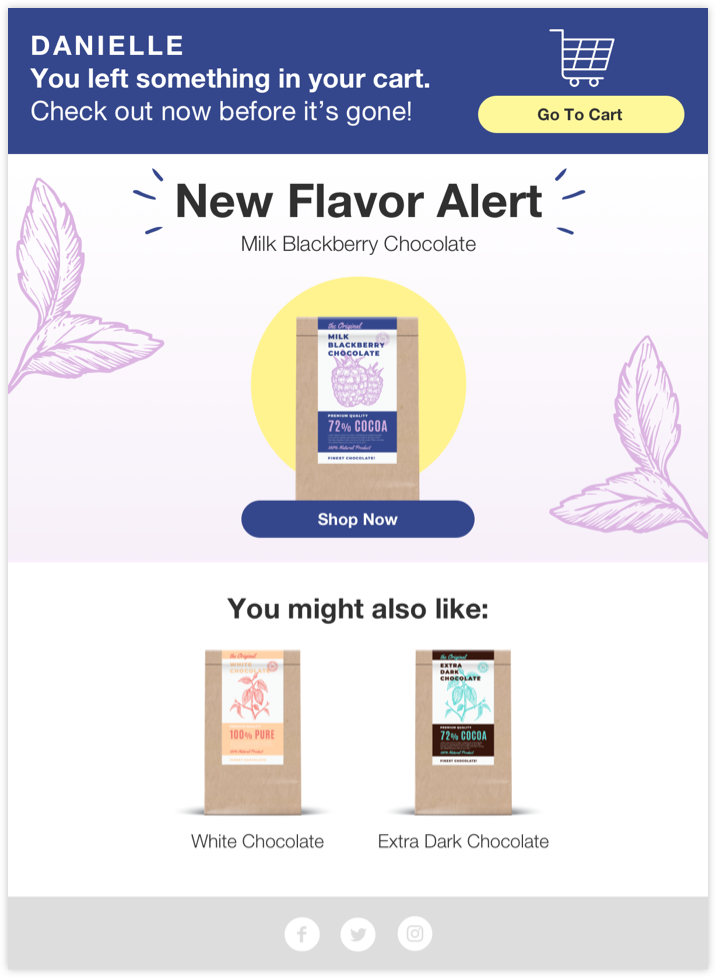 DANIELLE
You left something in your cart.
Check out now before it’s gone!
Go To Cart
New Flavor Alert
Milk Blackberry Chocolate
the Original
MILK
BLACKBERRY
CHOCOLATE
PREMIUM QUALITY
72% COCOA
100% Natural Product
FINEST CHOCOLATE!
Shop Now
You might also like:
the Original
WHITE
CHOCOLATE
100% PURE
100% Natural Product
the Original
EXTRA
DARK
CHOCOLATE
PREMIUM QUALITY
72% COCOA
100% Natural Product
FINEST CHOCOLATE!
White Chocolate
Extra Dark Chocolate